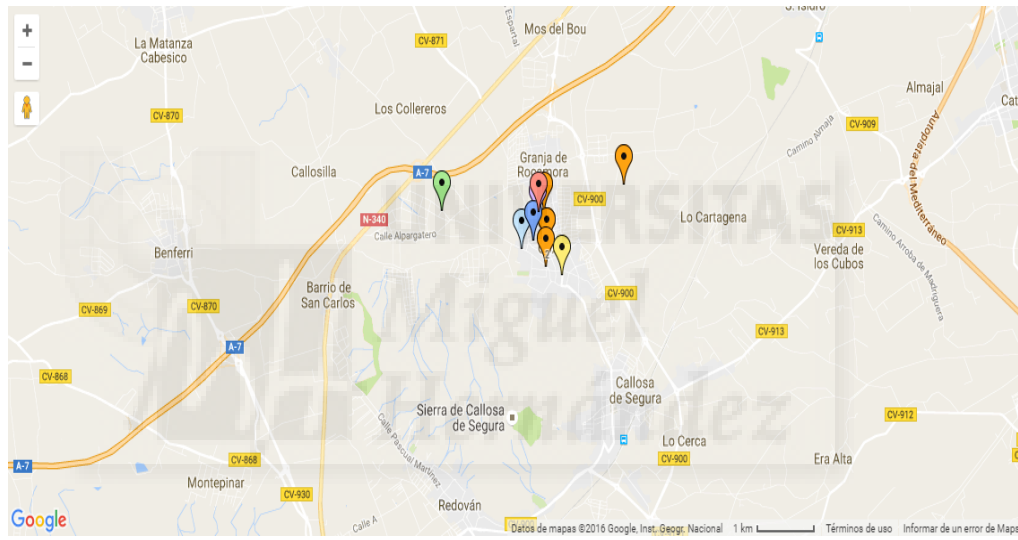 S. Isidro
Mos del Bou
Espartal
CV-871
La Matanza
Cabesico
CV-870
Los Collereros
Almajal
CV-909
Camino Almaja
Autopista del Mediterráneo
Callosilla
A-7
Granja de
Rocamora
CV-900
N-340
UNIVERSITAS
Lo Cartagena
Calle Alpargatero
CV-913
Camino Arroba de Madriguera
Benferri
Vereda de
los Cubos
Barrio de
San Carlos
CV-900
CV-869
CV-870
Miguel
CV-913
A-7
CV-868
Callosa
de Segura
Hernández
Sierra de Callosa
de Segura
CV-912
Calle Pascual Martínez
Lo Cerca
CV-868
CV-900
Era Alta
A-7
Montepinar
CV-930
Redován
Calle A
Google
Datos de mapas ©2016 Google, Inst. Geogr. Nacional 1 km Términos de uso Informar de un error de Maps